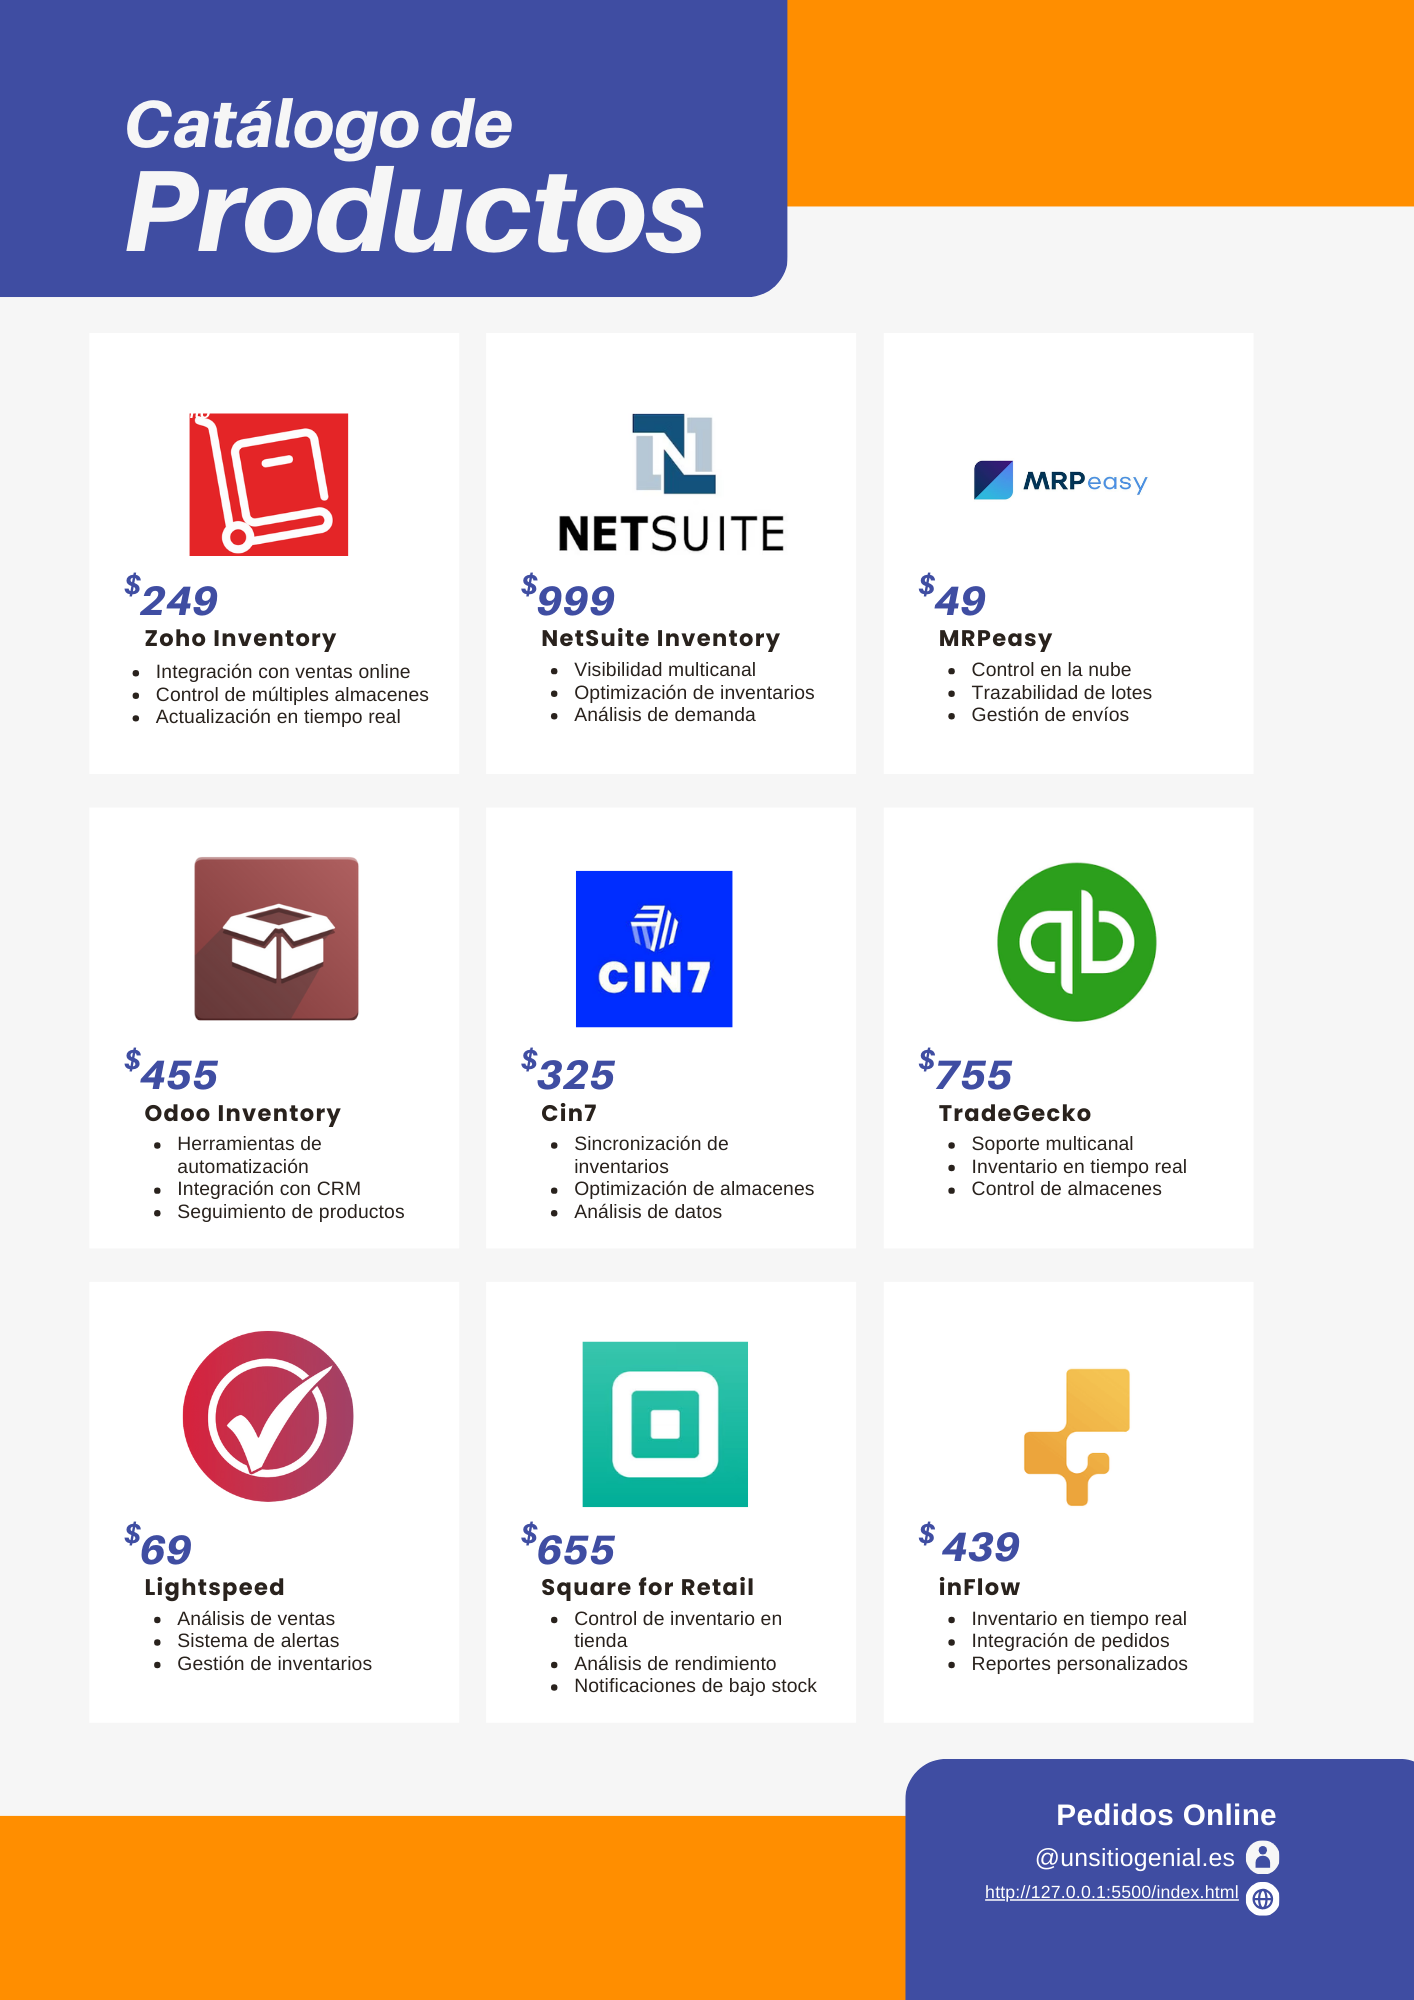 Catálogo de
Productos
NETSUITE
MRPeasy
$249
Zoho Inventory
• Integración con ventas online
• Control de múltiples almacenes
• Actualización en tiempo real
$999
NetSuite Inventory
• Visibilidad multicanal
• Optimización de inventarios
• Análisis de demanda
$49
MRPeasy
• Control en la nube
• Trazabilidad de lotes
• Gestión de envíos
CIN7
qb
$455
Odoo Inventory
• Herramientas de
automatización
• Integración con CRM
• Seguimiento de productos
$325
Cin7
• Sincronización de
inventarios
• Optimización de almacenes
• Análisis de datos
$755
TradeGecko
• Soporte multicanal
• Inventario en tiempo real
• Control de almacenes
$69
Lightspeed
• Análisis de ventas
• Sistema de alertas
• Gestión de inventarios
$655
Square for Retail
• Control de inventario en
tienda
• Análisis de rendimiento
• Notificaciones de bajo stock
$ 439
inFlow
• Inventario en tiempo real
• Integración de pedidos
• Reportes personalizados
Pedidos Online
@unsitiogenial.es
http://127.0.0.1:5500/index.html